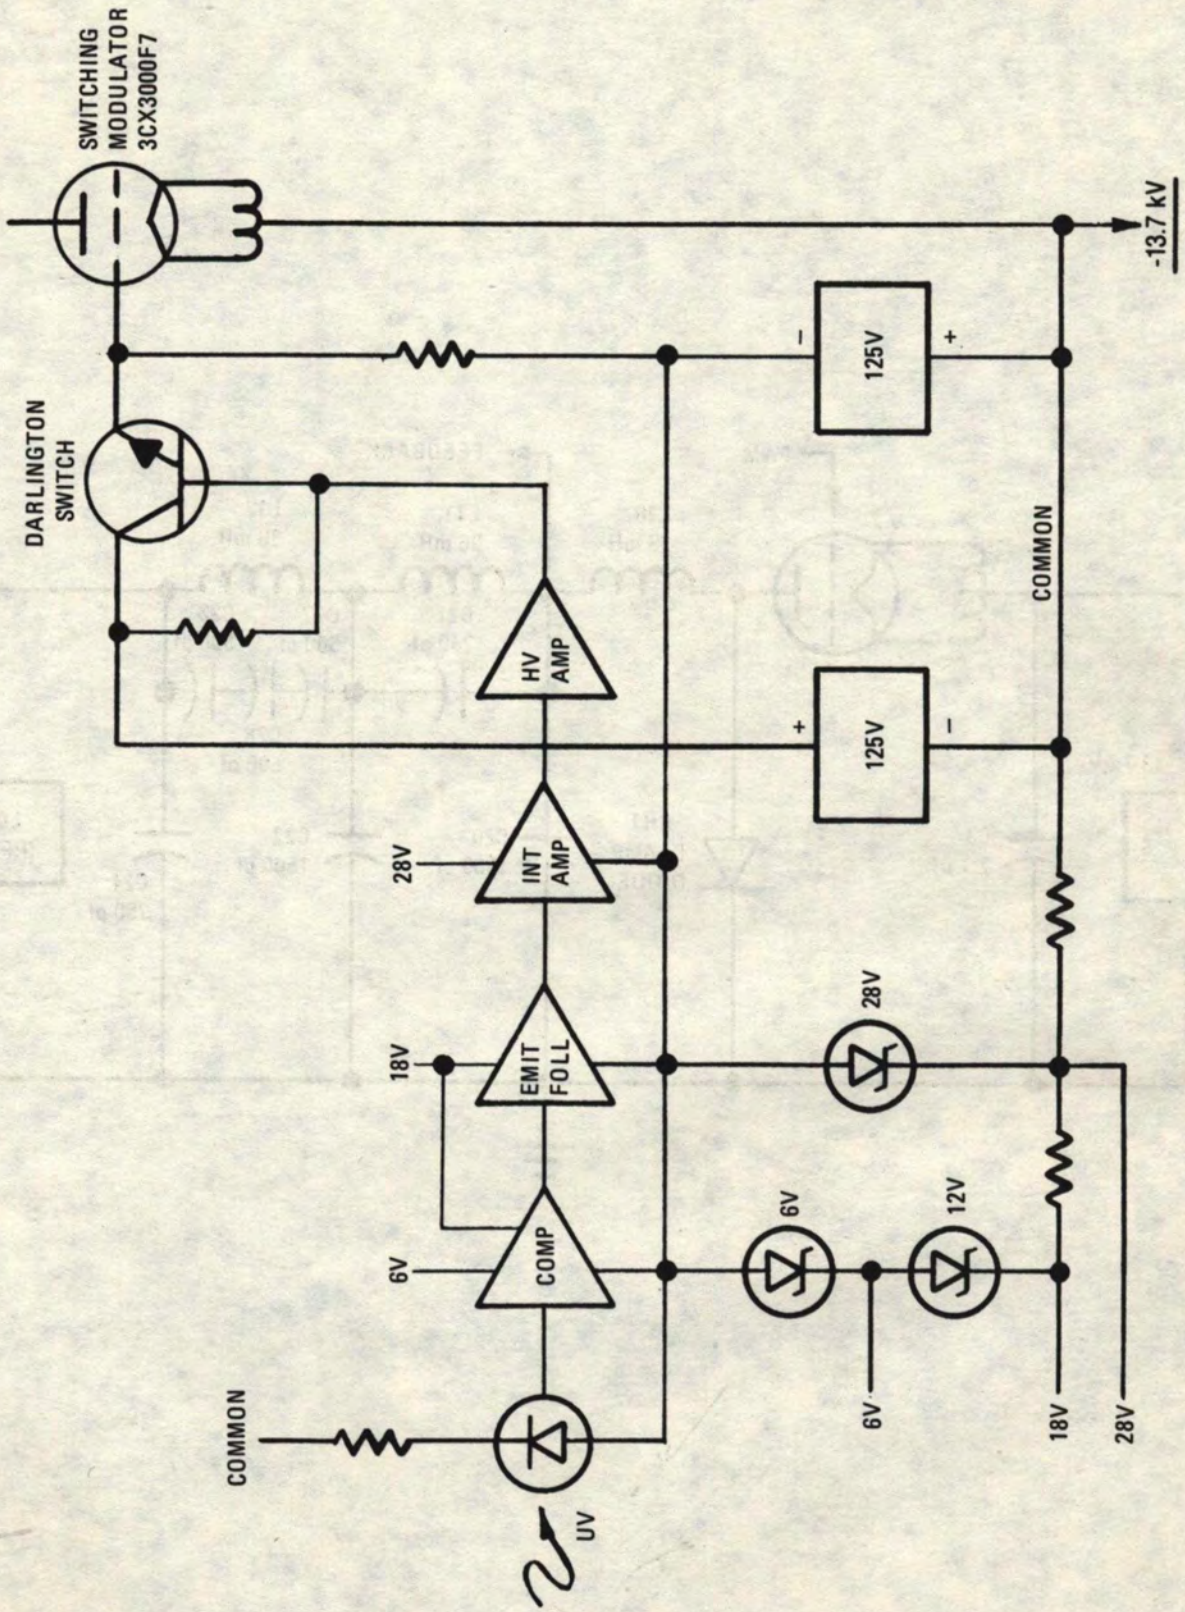 SWITCHING
MODULATOR
3CX3000F7
DARLINGTON
SWITCH
HV
AMP
INT
AMP
28V
EMIT
FOLL
18V
COMP
6V
COMMON
UV
-
125V
+
+
125V
-
COMMON
-13.7 kV
28V
6V
12V
6V
18V
28V